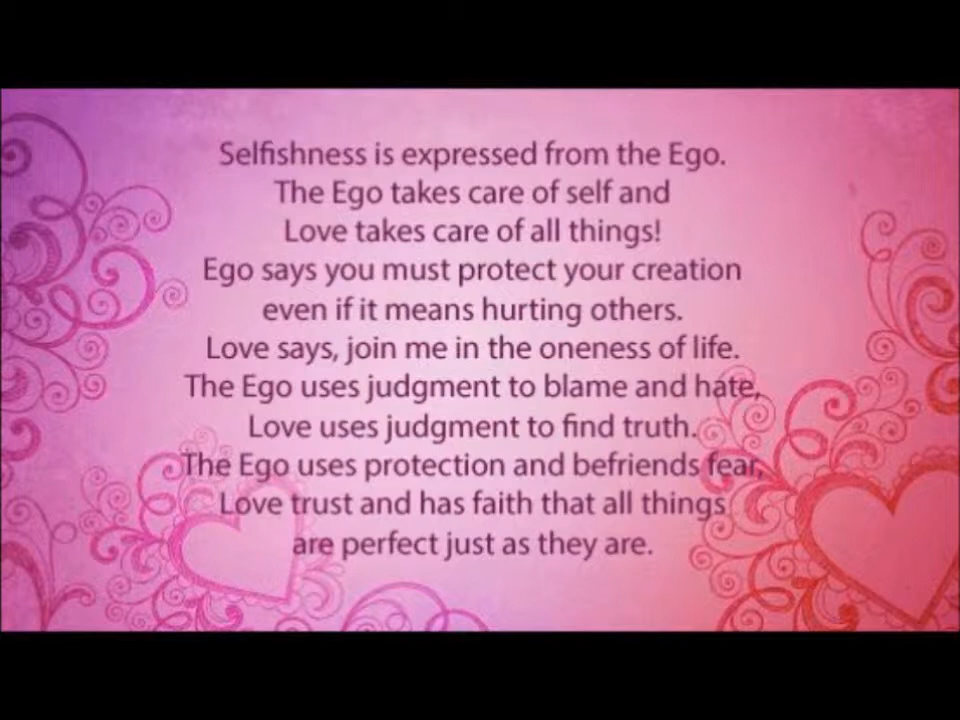 Selfishness is expressed from the Ego.
The Ego takes care of self and
Love takes care of all things!
Ego says you must protect your creation
even if it means hurting others.
Love says, join me in the oneness of life.
The Ego uses judgment to blame and hate,
Love uses judgment to find truth.
The Ego uses protection and befriends fear,
Love trust and has faith that all things
are perfect just as they are.